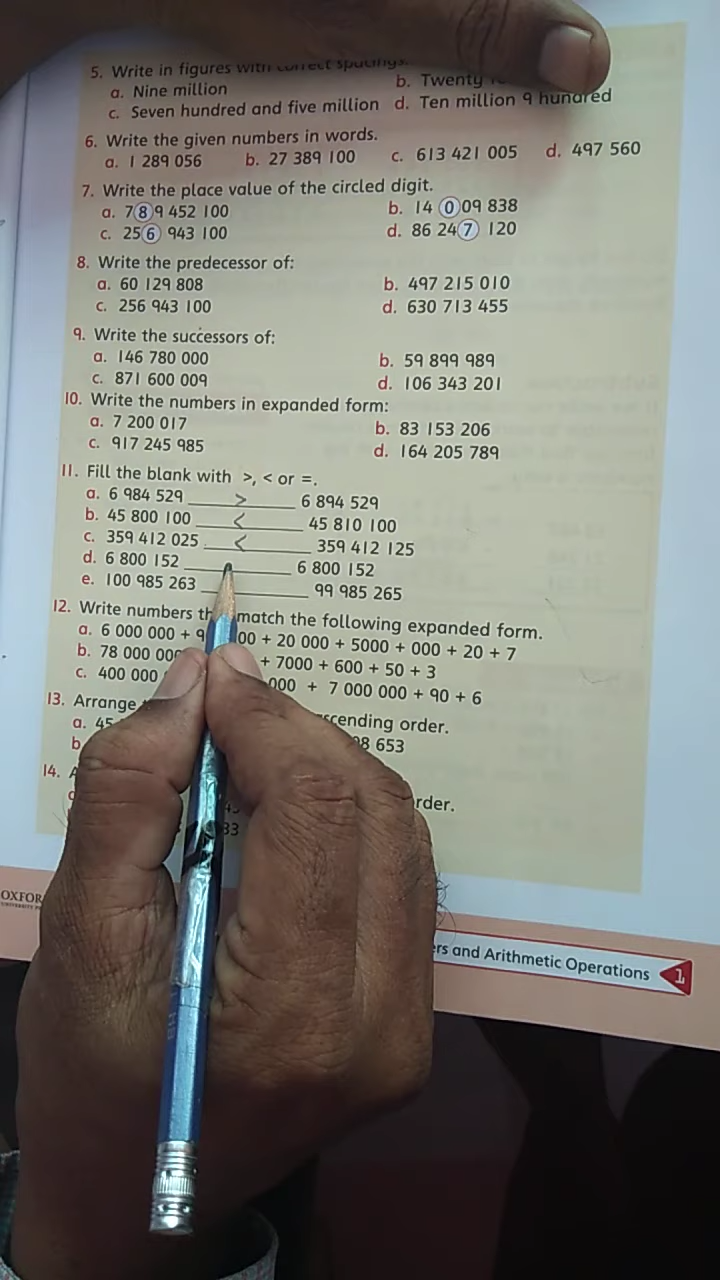 5. Write in figures with correct spacings.
a. Nine million b. Twenty
c. Seven hundred and five million d. Ten million 9 hundred
6. Write the given numbers in words.
a. 1 289 056 b. 27 389 100 c. 613 421 005 d. 497 560
7. Write the place value of the circled digit.
a. 789 452 100 b. 14 009 838
c. 256 943 100 d. 86 247 120
8. Write the predecessor of:
a. 60 129 808 b. 497 215 010
c. 256 943 100 d. 630 713 455
9. Write the successors of:
a. 146 780 000 b. 59 899 989
c. 871 600 009 d. 106 343 201
10. Write the numbers in expanded form:
a. 7 200 017 b. 83 153 206
c. 917 245 985 d. 164 205 789
11. Fill the blank with >, < or =.
a. 6 984 529 > 6 894 529
b. 45 800 100 < 45 810 100
c. 359 412 025 < 359 412 125
d. 6 800 152 ____ 6 800 152
e. 100 985 263 ____ 99 985 265
12. Write numbers match the following expanded form.
a. 6 000 000 + 9 00 + 20 000 + 5000 + 000 + 20 + 7
b. 78 000 + 7000 + 600 + 50 + 3
c. 400 000 000 + 7 000 000 + 90 + 6
13. Arrange order.
a. 45
b. 653
14.
33
OXFOR
and Arithmetic Operations 1